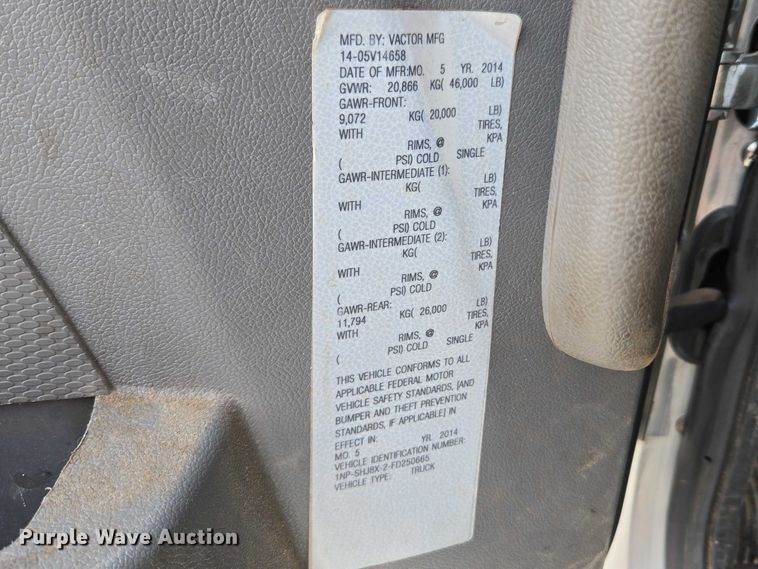 MFD. BY: VACTOR MFG
14-05V14658
DATE OF MFR:MO. 5 YR. 2014
GVWR: 20,866 KG( 46,000 LB)
GAWR-FRONT:
9,072 KG( 20,000 LB)
WITH TIRES,
RIMS, @ KPA
( PSI) COLD SINGLE
GAWR-INTERMEDIATE (1):
KG( LB)
WITH TIRES,
RIMS, @ KPA
( PSI) COLD
GAWR-INTERMEDIATE (2):
KG( LB)
WITH TIRES,
RIMS, @ KPA
( PSI) COLD
GAWR-REAR:
11,794 KG( 26,000 LB)
WITH TIRES,
RIMS, @ KPA
( PSI) COLD SINGLE
THIS VEHICLE CONFORMS TO ALL
APPLICABLE FEDERAL MOTOR
VEHICLE SAFETY STANDARDS, [AND
BUMPER AND THEFT PREVENTION
STANDARDS, IF APPLICABLE] IN
EFFECT IN:
MO. 5 YR. 2014
VEHICLE IDENTIFICATION NUMBER:
1NP-SHJ8X-2-FD250665
VEHICLE TYPE: TRUCK
Purple Wave Auction